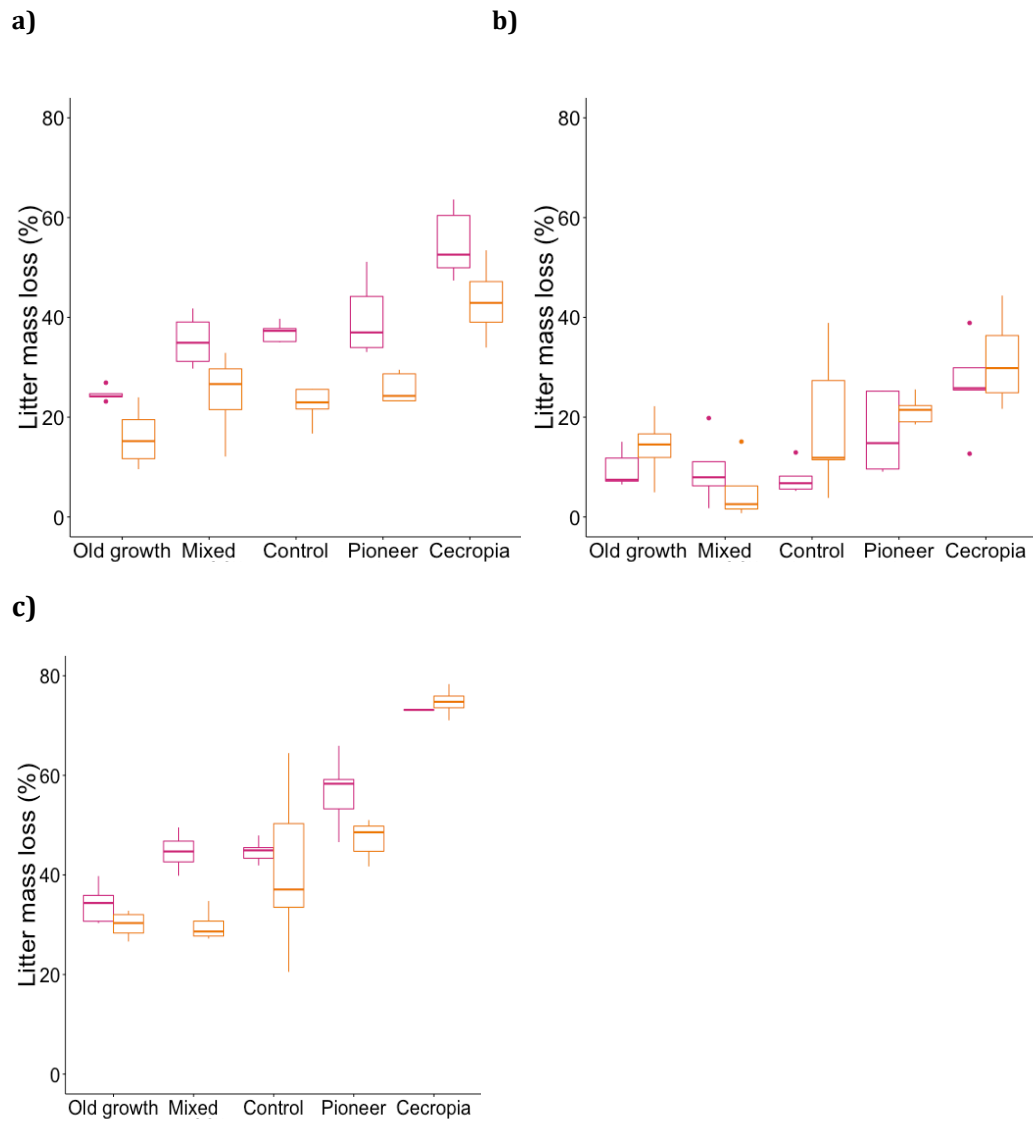 a)
b)
80
60
40
20
0
Litter mass loss (%)
Old growth Mixed Control Pioneer Cecropia
80
60
40
20
0
Litter mass loss (%)
Old growth Mixed Control Pioneer Cecropia
c)
80
60
40
20
0
Litter mass loss (%)
Old growth Mixed Control Pioneer Cecropia